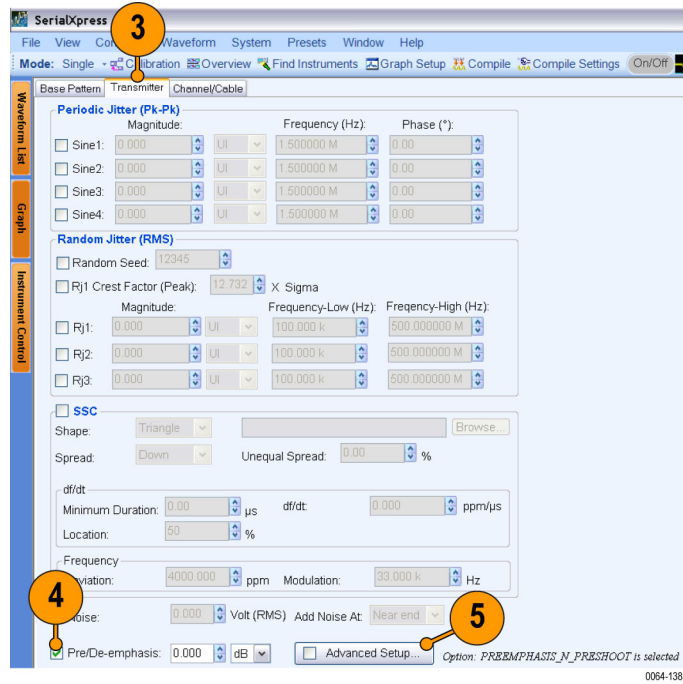 SerialXpress
3
File View Co Waveform System Presets Window Help
Mode: Single Calibration Overview Find Instruments Graph Setup Compile Compile Settings On/Off
Base Pattern Transmitter Channel/Cable
Waveform List
Graph
Instrument Control
Periodic Jitter (Pk-Pk)
Magnitude: Frequency (Hz): Phase (°):
Sine1: 0.000 UI 1.500000 M 0.00
Sine2: 0.000 UI 1.500000 M 0.00
Sine3: 0.000 UI 1.500000 M 0.00
Sine4: 0.000 UI 1.500000 M 0.00
Random Jitter (RMS)
Random Seed: 12345
Rj1 Crest Factor (Peak): 12.732 X Sigma
Magnitude: Frequency-Low (Hz): Freqency-High (Hz):
Rj1: 0.000 UI 100.000 k 500.000000 M
Rj2: 0.000 UI 100.000 k 500.000000 M
Rj3: 0.000 UI 100.000 k 500.000000 M
SSC
Shape: Triangle Browse...
Spread: Down Unequal Spread: 0.00 %
df/dt
Minimum Duration: 0.00 µs df/dt: 0.000 ppm/µs
Location: 50 %
Frequency
viation: 4000.000 ppm Modulation: 33.000 k Hz
4
oise: 0.000 Volt (RMS) Add Noise At: Near end
5
Pre/De-emphasis: 0.000 dB Advanced Setup... Option: PREEMPHASIS_N_PRESHOOT is selected
0064-138